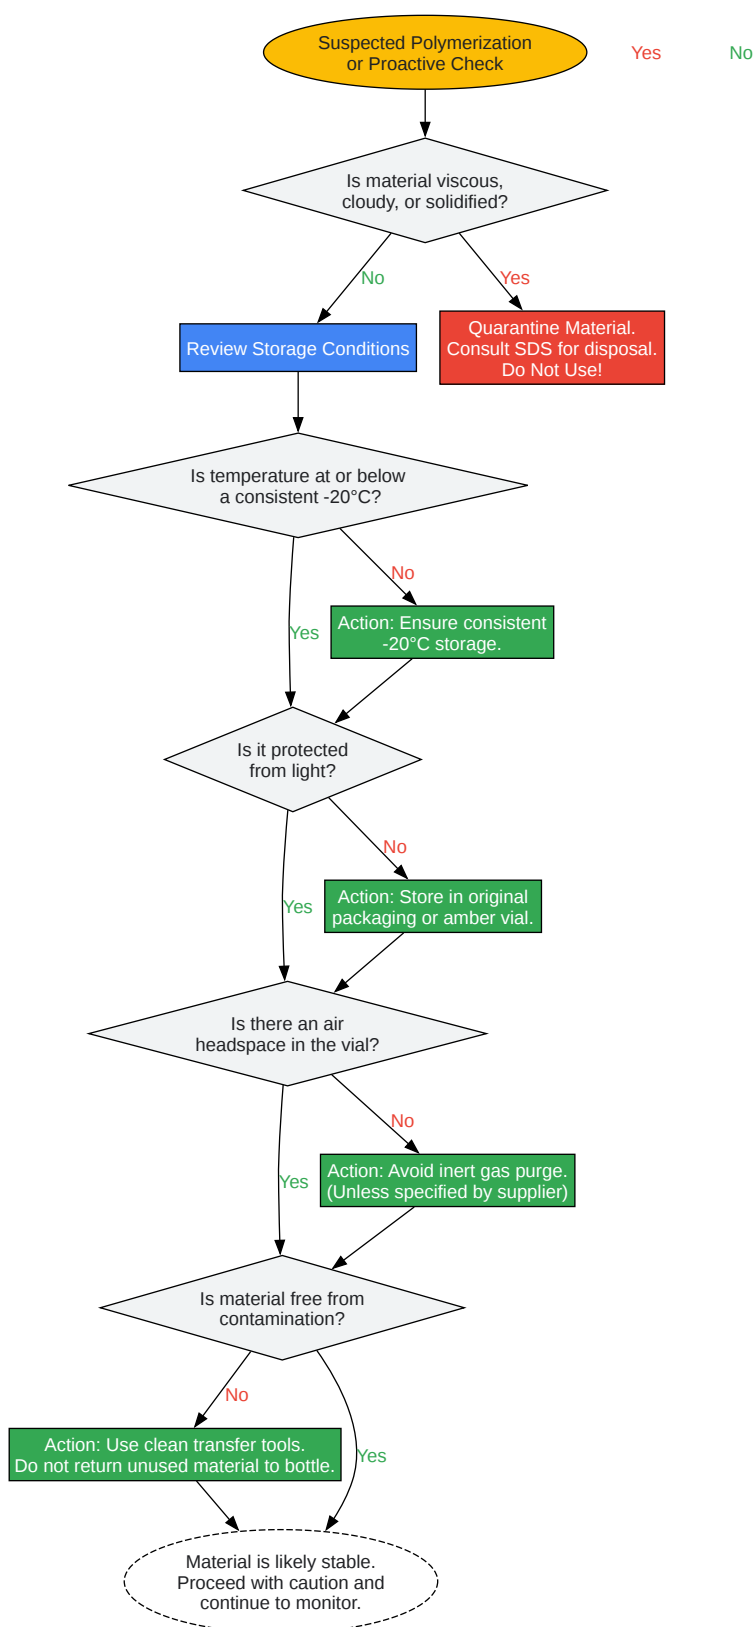 Suspected Polymerization
or Proactive Check
Yes
No
Is material viscous,
cloudy, or solidified?
No
Yes
Review Storage Conditions
Quarantine Material.
Consult SDS for disposal.
Do Not Use!
Is temperature at or below
a consistent -20°C?
No
Yes
Action: Ensure consistent
-20°C storage.
Is it protected
from light?
No
Yes
Action: Store in original
packaging or amber vial.
Is there an air
headspace in the vial?
No
Yes
Action: Avoid inert gas purge.
(Unless specified by supplier)
Is material free from
contamination?
No
Action: Use clean transfer tools.
Do not return unused material to bottle.
Yes
Material is likely stable.
Proceed with caution and
continue to monitor.